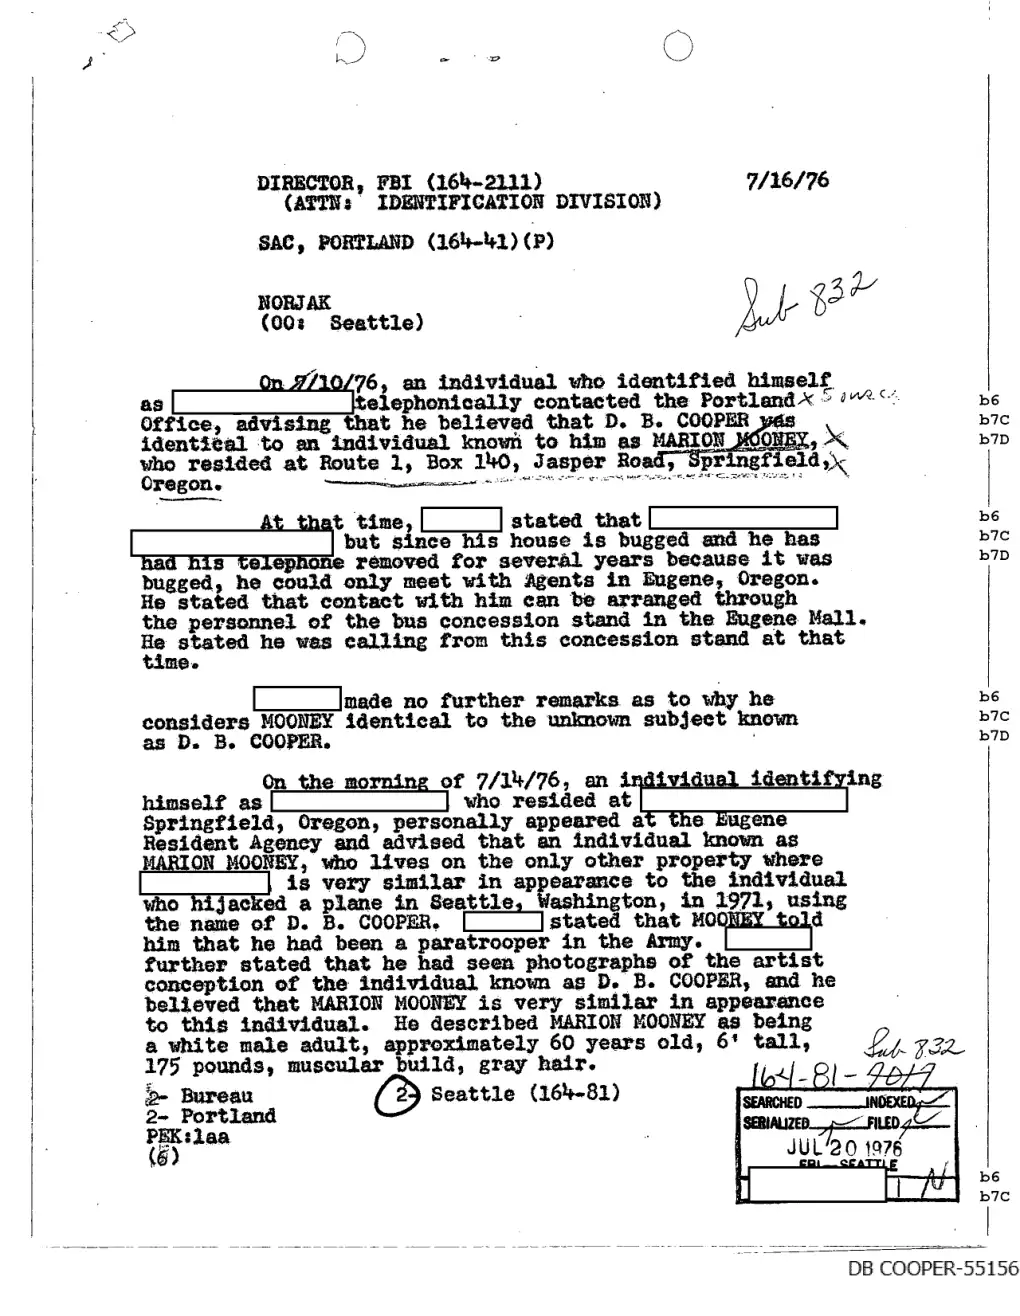 DIRECTOR, FBI (164-2111) 7/16/76
(ATTN: IDENTIFICATION DIVISION)
SAC, PORTLAND (164-41)(P)
NORJAK
(OO: Seattle)
Sub 832
On 7/10/76, an individual who identified himself
as telephonically contacted the Portland
Office, advising that he believed that D. B. COOPER was
identical to an individual known to him as MARION MOONEY,
who resided at Route 1, Box 140, Jasper Road, Springfield,
Oregon.
b6
b7C
b7D
At that time, stated that
but since his house is bugged and he has
had his telephone removed for several years because it was
bugged, he could only meet with Agents in Eugene, Oregon.
He stated that contact with him can be arranged through
the personnel of the bus concession stand in the Eugene Mall.
He stated he was calling from this concession stand at that
time.
b6
b7C
b7D
made no further remarks as to why he
considers MOONEY identical to the unknown subject known
as D. B. COOPER.
b6
b7C
b7D
On the morning of 7/14/76, an individual identifying
himself as who resided at
Springfield, Oregon, personally appeared at the Eugene
Resident Agency and advised that an individual known as
MARION MOONEY, who lives on the only other property where
is very similar in appearance to the individual
who hijacked a plane in Seattle, Washington, in 1971, using
the name of D. B. COOPER. stated that MOONEY told
him that he had been a paratrooper in the Army.
further stated that he had seen photographs of the artist
conception of the individual known as D. B. COOPER, and he
believed that MARION MOONEY is very similar in appearance
to this individual. He described MARION MOONEY as being
a white male adult, approximately 60 years old, 6' tall,
175 pounds, muscular build, gray hair.
2- Bureau
2- Portland
PEK:laa
(6)
2- Seattle (164-81)
Sub 832
164-81-
SEARCHED INDEXED
SERIALIZED FILED
JUL 20 1976
FBI - SEATTLE
b6
b7C
DB COOPER-55156